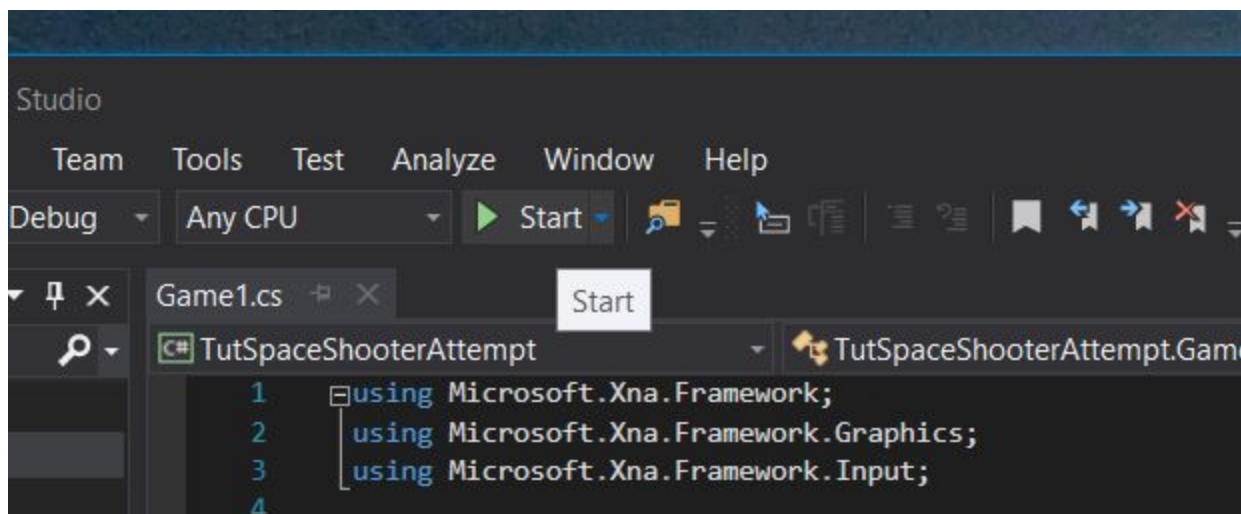 Studio
Team Tools Test Analyze Window Help
Debug Any CPU Start
Game1.cs
Start
C# TutSpaceShooterAttempt TutSpaceShooterAttempt.Game
1 using Microsoft.Xna.Framework;
2 using Microsoft.Xna.Framework.Graphics;
3 using Microsoft.Xna.Framework.Input;
4